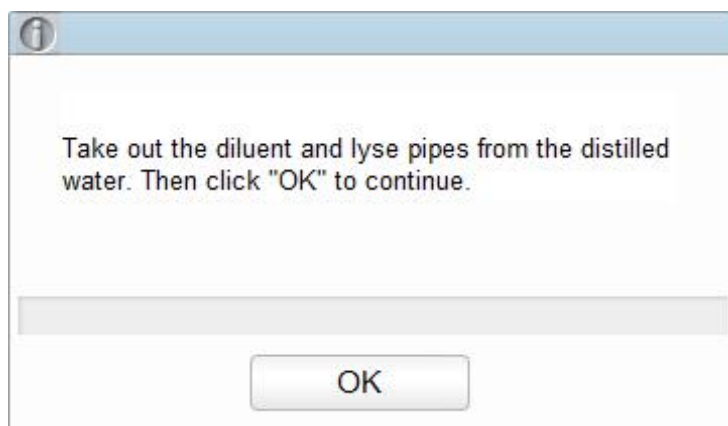 Take out the diluent and lyse pipes from the distilled
water. Then click "OK" to continue.
OK